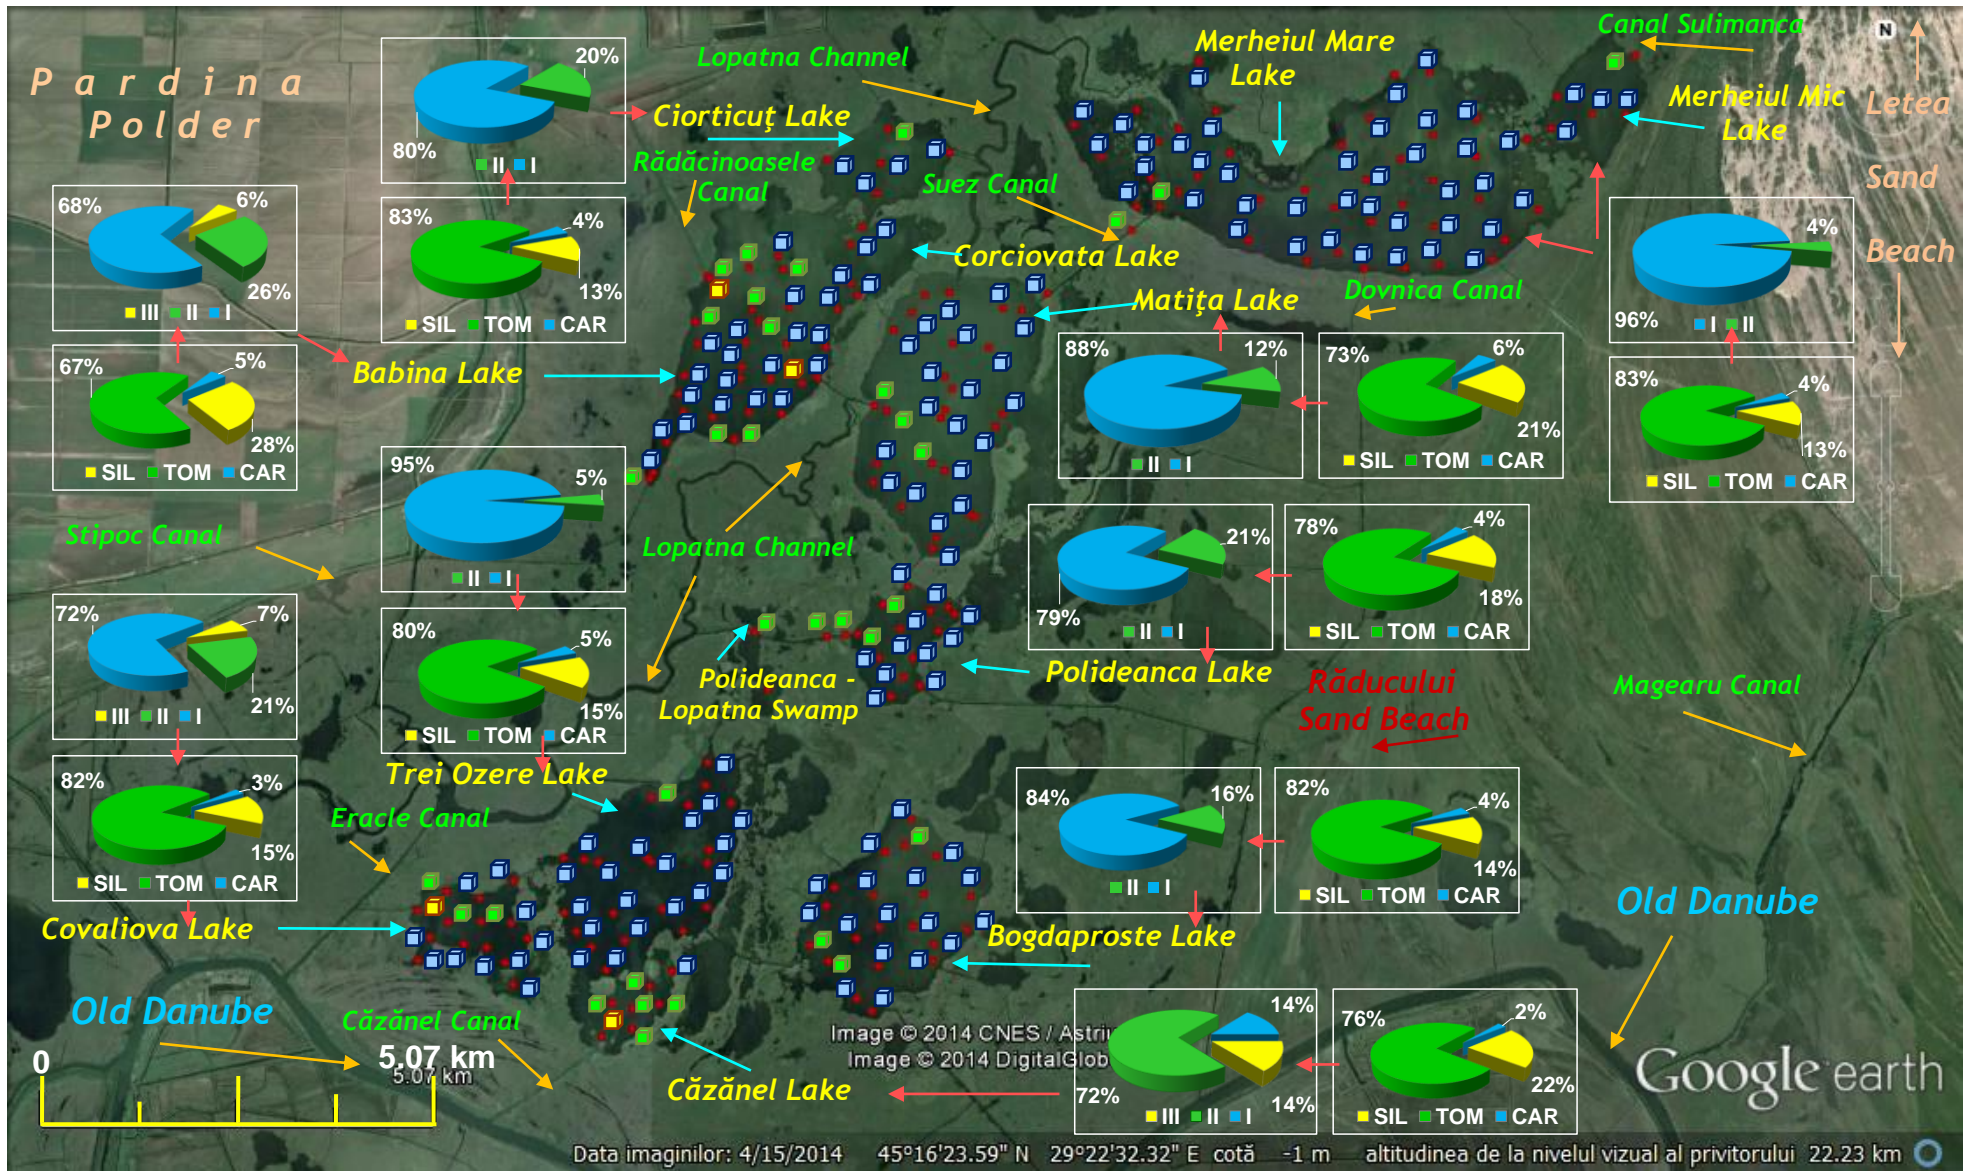 Pardina
Polder
20%
80%
II I
83%
4%
13%
SIL TOM CAR
68%
6%
26%
III II I
67%
5%
28%
SIL TOM CAR
Lopatna Channel
Ciorticuț Lake
Rădăcinoasele
Canal
Suez Canal
Merheiul Mare
Lake
Canal Sulimanca
N
Merheiul Mic
Lake
Letea
Sand
Beach
Corciovata Lake
Matița Lake
Dovnica Canal
4%
96%
I II
83%
4%
13%
SIL TOM CAR
88%
12%
II I
73%
6%
21%
SIL TOM CAR
Babina Lake
95%
5%
II I
80%
5%
15%
SIL TOM CAR
Stipoc Canal
Lopatna Channel
21%
79%
II I
78%
4%
18%
SIL TOM CAR
72%
7%
21%
III II I
82%
3%
15%
SIL TOM CAR
Polideanca -
Lopatna Swamp
Polideanca Lake
Răducului
Sand Beach
Magearu Canal
Trei Ozere Lake
Eracle Canal
84%
16%
II I
82%
4%
14%
SIL TOM CAR
Covaliova Lake
Bogdaproste Lake
Old Danube
Old Danube
Căzănel Canal
0
5.07 km
5.07 km
Căzănel Lake
14%
72%
14%
III II I
76%
2%
22%
SIL TOM CAR
Image © 2014 CNES / Astri
Image © 2014 DigitalGlob
Google earth
Data imaginilor: 4/15/2014 45°16'23.59" N 29°22'32.32" E cotă -1 m altitudinea de la nivelul vizual al privitorului 22.23 km